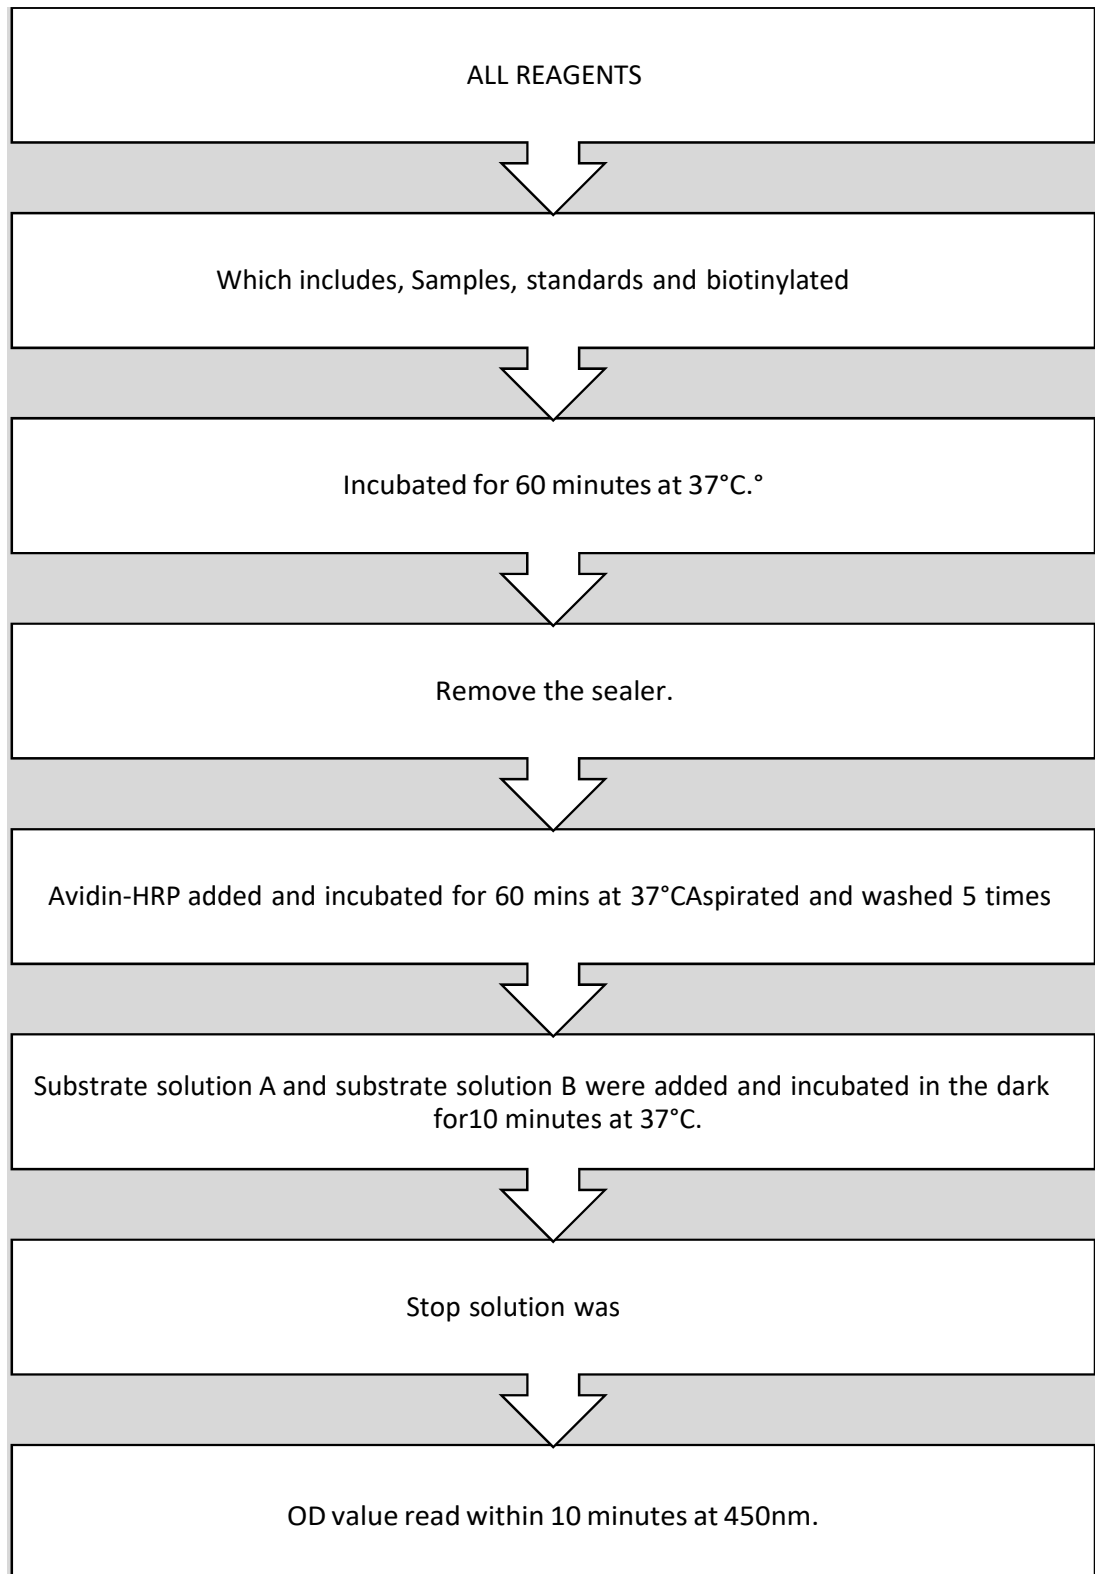 ALL REAGENTS
Which includes, Samples, standards and biotinylated
Incubated for 60 minutes at 37°C.°
Remove the sealer.
Avidin-HRP added and incubated for 60 mins at 37°CAspirated and washed 5 times
Substrate solution A and substrate solution B were added and incubated in the dark
for10 minutes at 37°C.
Stop solution was
OD value read within 10 minutes at 450nm.